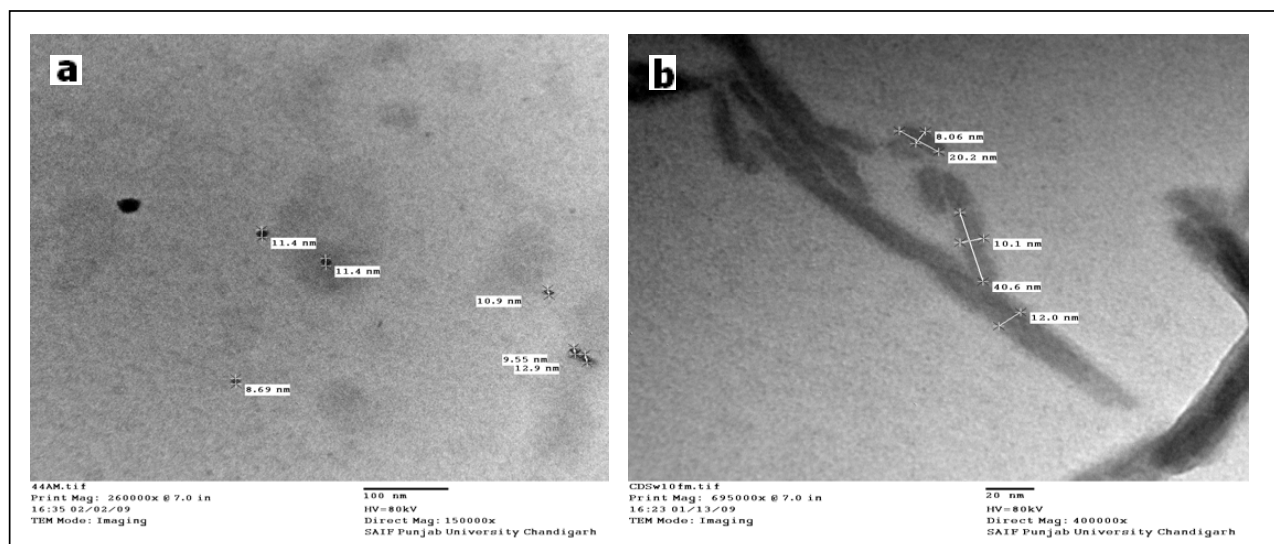 a
11.4 nm
11.4 nm
10.9 nm
9.55 nm
12.9 nm
8.69 nm
44AM.tif
Print Mag: 260000x @ 7.0 in
16:35 02/02/09
TEM Mode: Imaging
100 nm
HV=80kV
Direct Mag: 150000x
SAIF Punjab University Chandigarh
b
8.06 nm
20.2 nm
10.1 nm
40.6 nm
12.0 nm
CDSw10fm.tif
Print Mag: 695000x @ 7.0 in
16:23 01/13/09
TEM Mode: Imaging
20 nm
HV=80kV
Direct Mag: 400000x
SAIF Punjab University Chandigarh